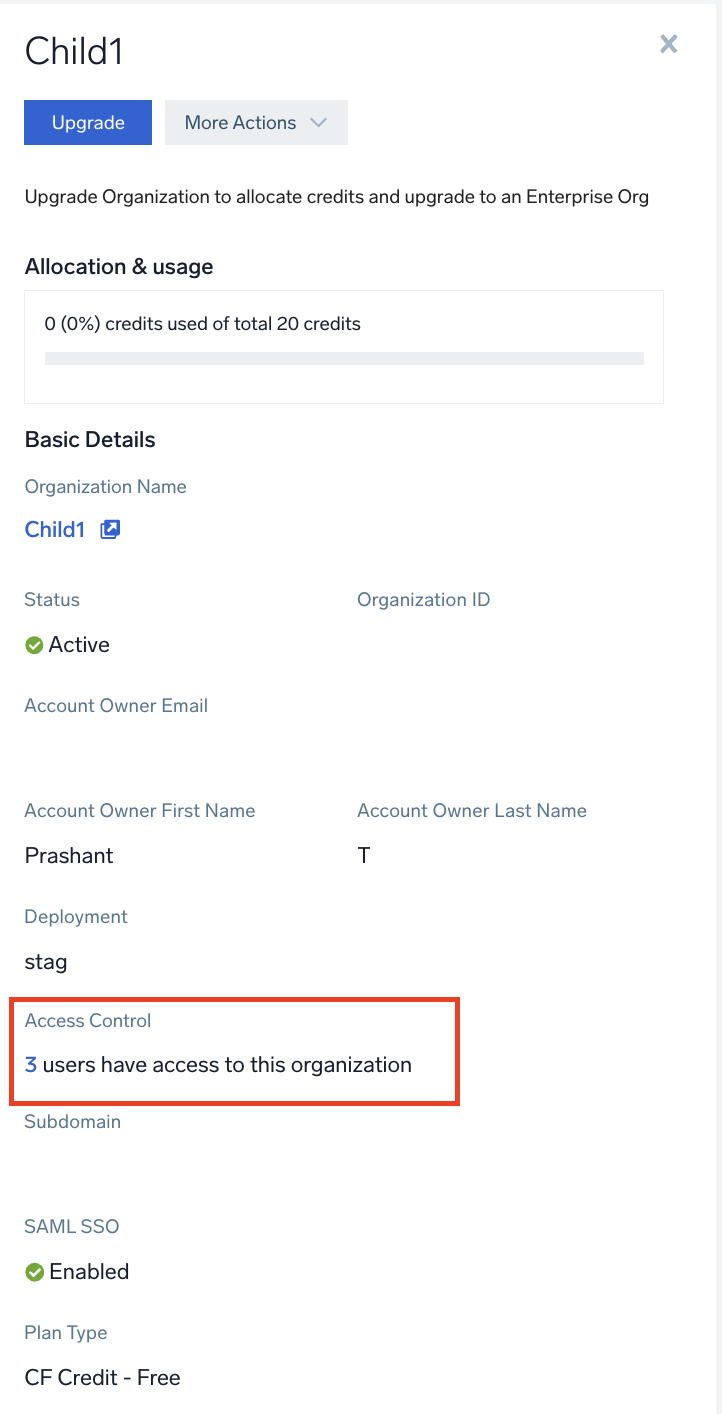 Child1
Upgrade
More Actions
Upgrade Organization to allocate credits and upgrade to an Enterprise Org
Allocation & usage
0 (0%) credits used of total 20 credits
Basic Details
Organization Name
Child1
Status
Organization ID
Active
Account Owner Email
Account Owner First Name
Account Owner Last Name
Prashant
T
Deployment
stag
Access Control
3 users have access to this organization
Subdomain
SAML SSO
Enabled
Plan Type
CF Credit - Free